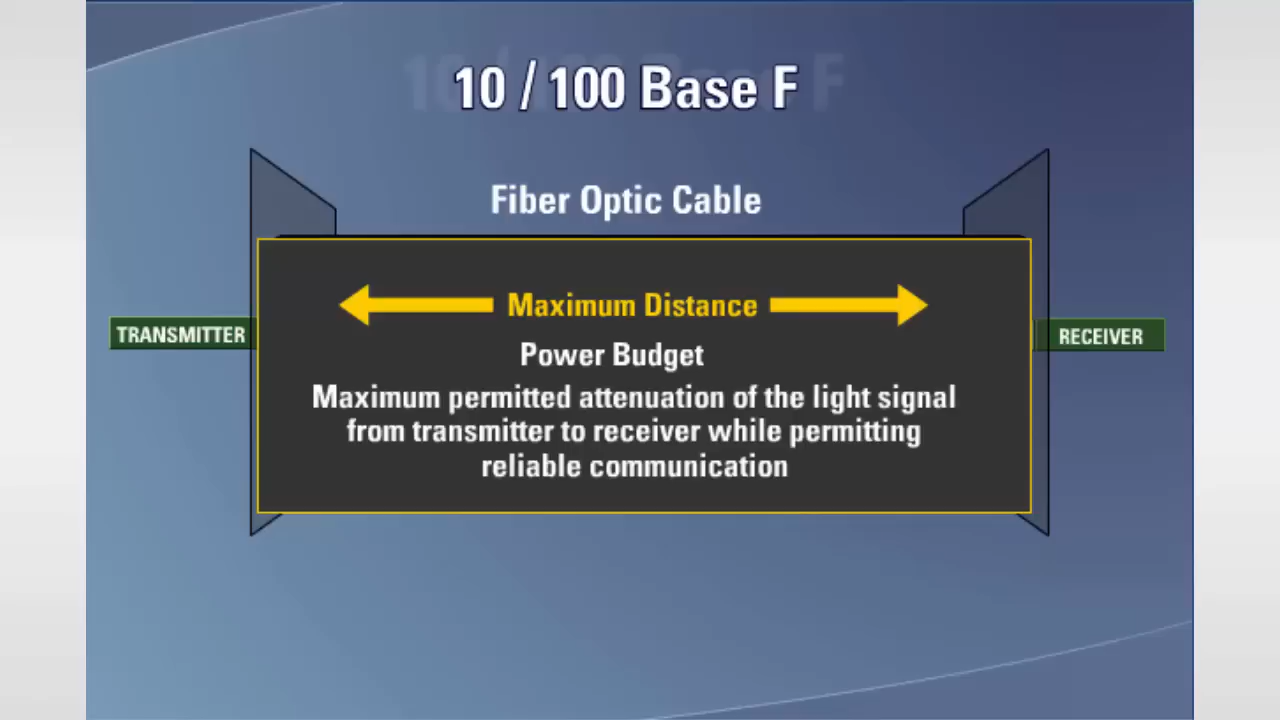 10 / 100 Base F
Fiber Optic Cable
Maximum Distance
Power Budget
TRANSMITTER
RECEIVER
Maximum permitted attenuation of the light signal
from transmitter to receiver while permitting
reliable communication